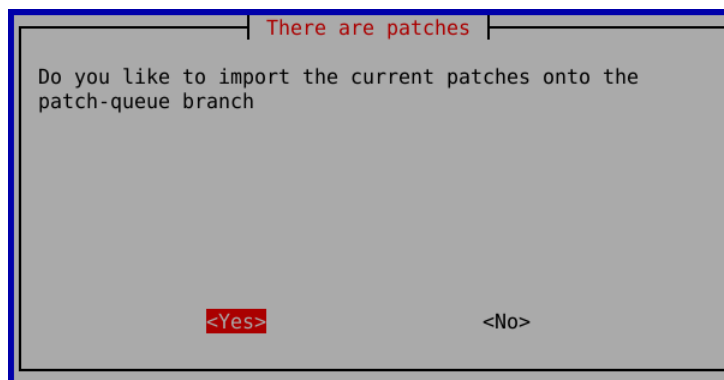 There are patches
Do you like to import the current patches onto the
patch-queue branch
<Yes> <No>